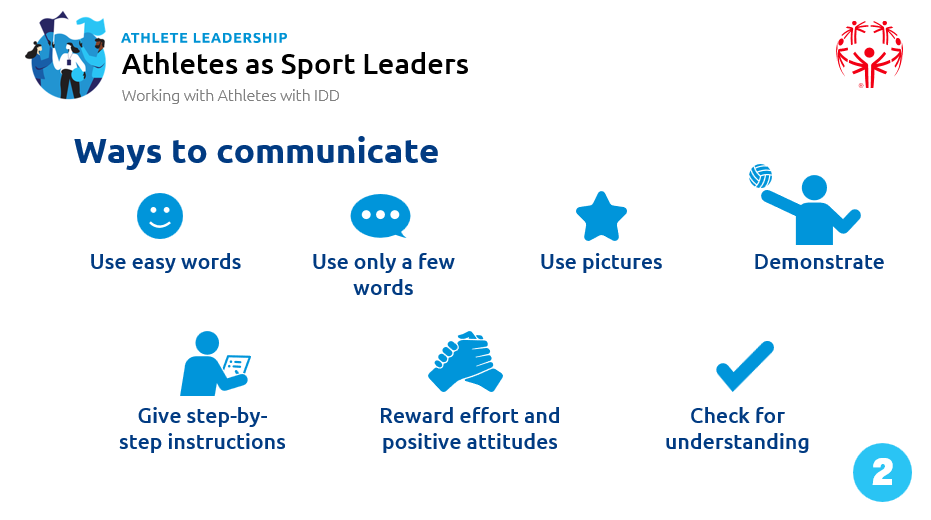 ATHLETE LEADERSHIP
Athletes as Sport Leaders
Working with Athletes with IDD
Ways to communicate
Use easy words
Use only a few
words
Use pictures
Demonstrate
Give step-by-
step instructions
Reward effort and
positive attitudes
Check for
understanding
2
®